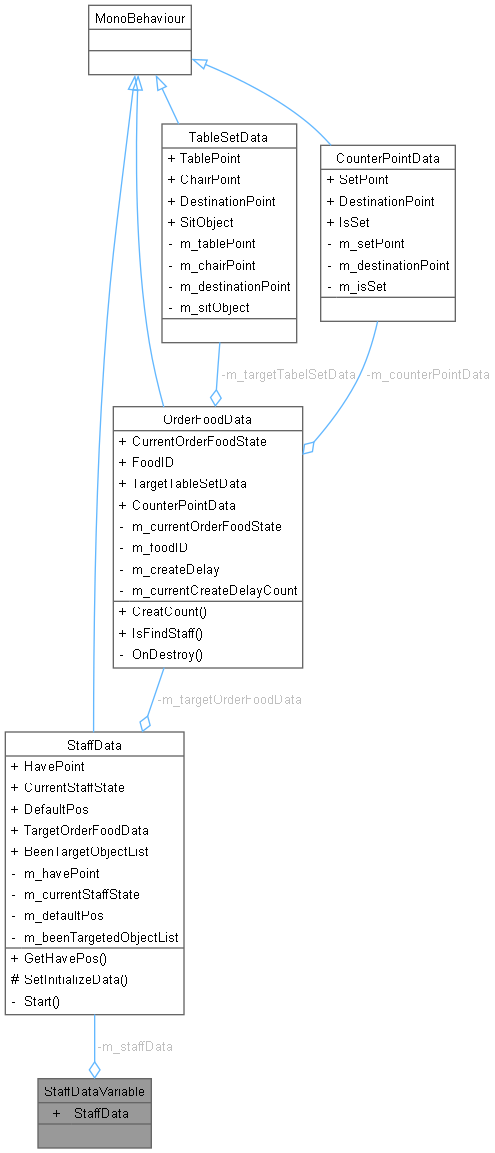 MonoBehaviour
TableSetData
+ TablePoint
+ ChairPoint
+ DestinationPoint
+ SitObject
- m_tablePoint
- m_chairPoint
- m_destinationPoint
- m_sitObject
CounterPointData
+ SetPoint
+ DestinationPoint
+ IsSet
- m_setPoint
- m_destinationPoint
- m_isSet
-m_targetTabelSetData
-m_counterPointData
OrderFoodData
+ CurrentOrderFoodState
+ FoodID
+ TargetTableSetData
+ CounterPointData
- m_currentOrderFoodState
- m_foodID
- m_createDelay
- m_currentCreateDelayCount
+ CreatCount()
+ IsFindStaff()
- OnDestroy()
-m_targetOrderFoodData
StaffData
+ HavePoint
+ CurrentStaffState
+ DefaultPos
+ TargetOrderFoodData
+ BeenTargetObjectList
- m_havePoint
- m_currentStaffState
- m_defaultPos
- m_beenTargetedObjectList
+ GetHavePos()
# SetInitializeData()
- Start()
-m_staffData
StaffDataVariable
+ StaffData